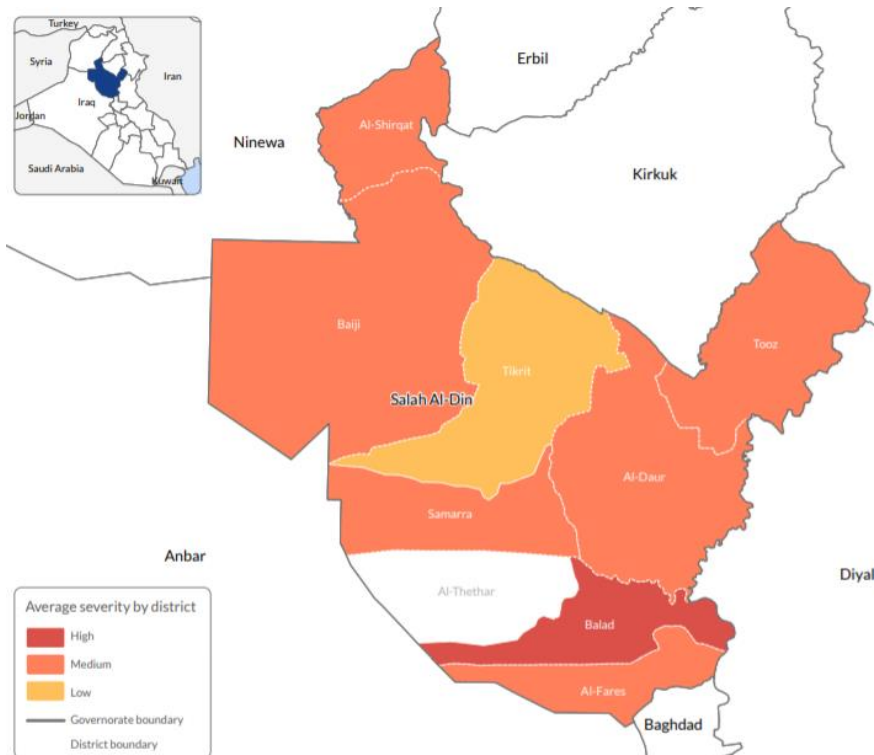 Turkey
Syria
Iran
Iraq
Jordan
Saudi Arabia
Kuwait
Erbil
Al-Shirqat
Ninewa
Kirkuk
Baiji
Tikrit
Tooz
Salah Al-Din
Al-Daur
Samarra
Anbar
Diyal
Al-Thethar
Balad
Al-Fares
Baghdad
Average severity by district
High
Medium
Low
Governorate boundary
District boundary